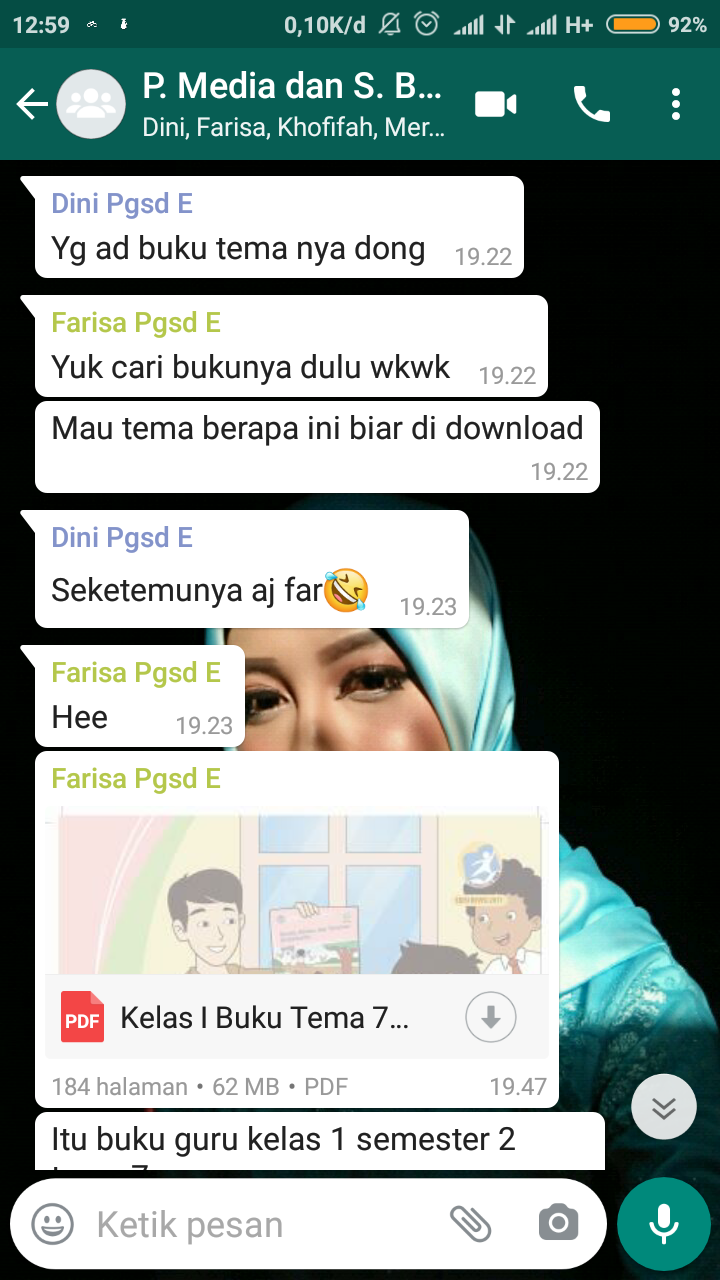 12:59 0,10K/d H+ 92%
P. Media dan S. B...
Dini, Farisa, Khofifah, Mer...
Dini Pgsd E
Yg ad buku tema nya dong 19.22
Farisa Pgsd E
Yuk cari bukunya dulu wkwk 19.22
Mau tema berapa ini biar di download
19.22
Dini Pgsd E
Seketemunya aj far🤣 19.23
Farisa Pgsd E
Hee 19.23
Farisa Pgsd E
PDF Kelas I Buku Tema 7...
184 halaman • 62 MB • PDF 19.47
Itu buku guru kelas 1 semester 2
Ketik pesan